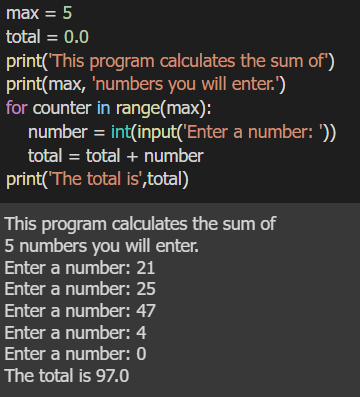 max = 5
total = 0.0
print('This program calculates the sum of')
print(max, 'numbers you will enter.')
for counter in range(max):
    number = int(input('Enter a number: '))
    total = total + number
print('The total is',total)
This program calculates the sum of
5 numbers you will enter.
Enter a number: 21
Enter a number: 25
Enter a number: 47
Enter a number: 4
Enter a number: 0
The total is 97.0